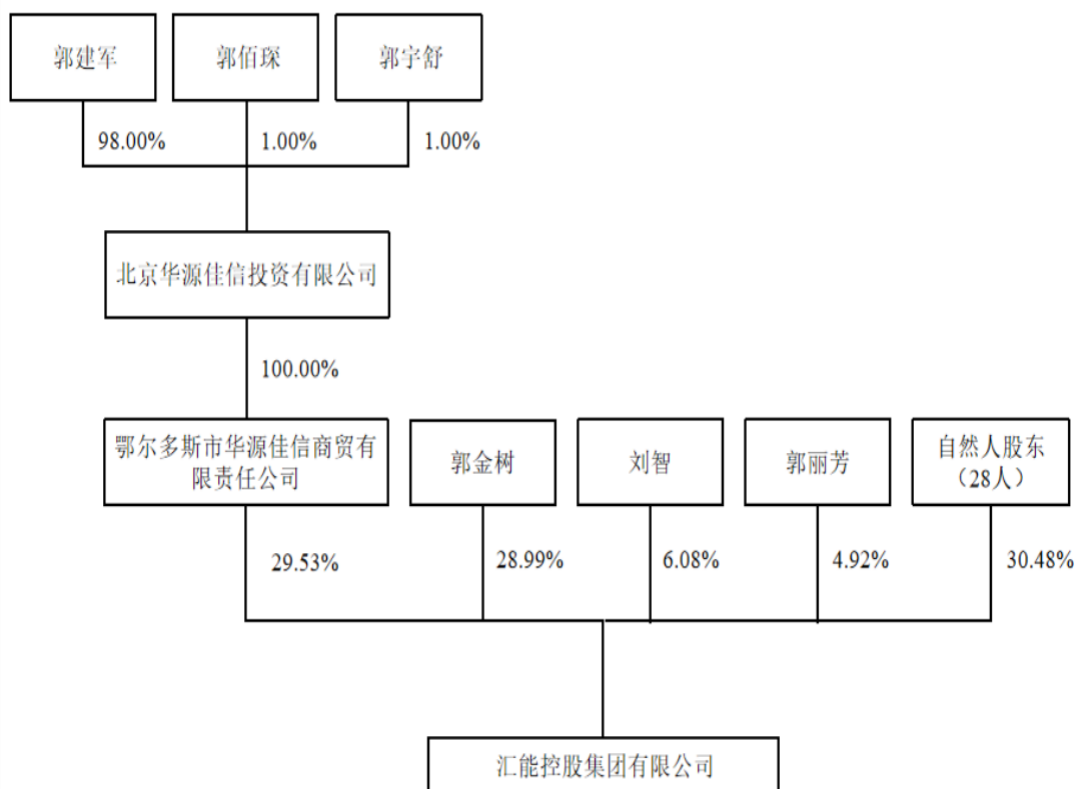 郭建军
郭佰琛
郭宇舒
98.00%
1.00%
1.00%
北京华源佳信投资有限公司
100.00%
鄂尔多斯市华源佳信商贸有
限责任公司
郭金树
刘智
郭丽芳
自然人股东
（28人）
29.53%
28.99%
6.08%
4.92%
30.48%
汇能控股集团有限公司